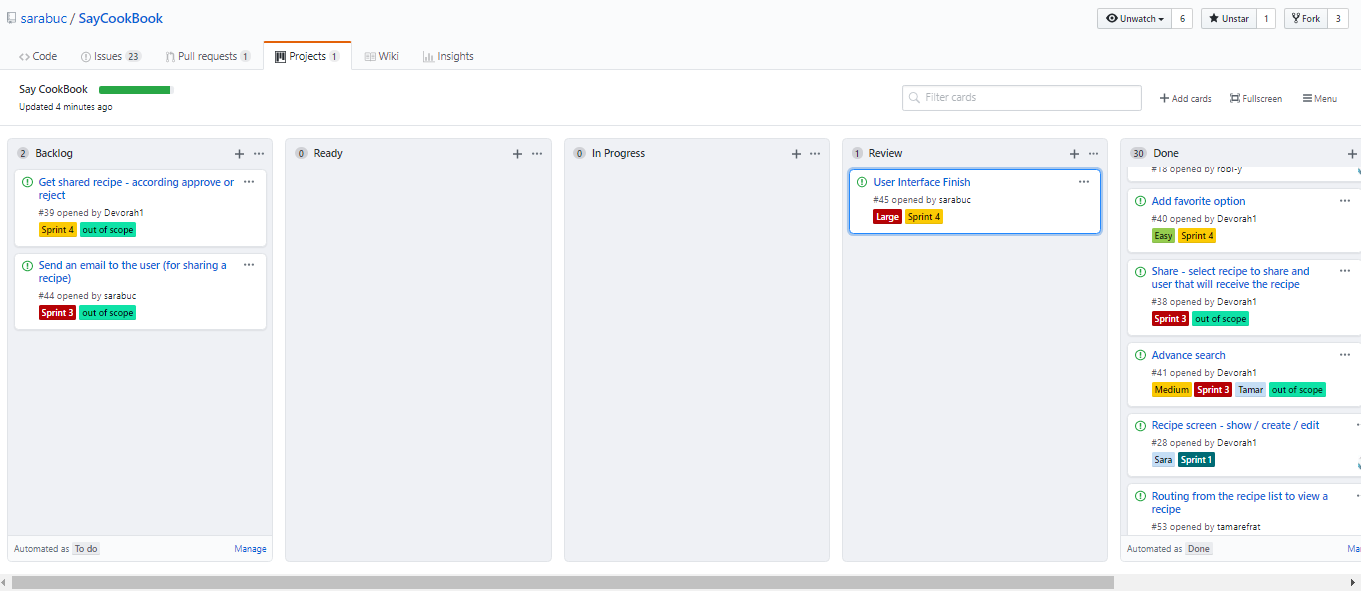 sarabuc / SayCookBook
Unwatch 6 Unstar 1 Fork 3
Code Issues 23 Pull requests 1 Projects 1 Wiki Insights
Say CookBook
Updated 4 minutes ago
Filter cards
Add cards Fullscreen Menu
2 Backlog
Get shared recipe - according approve or
reject
#39 opened by Devorah1
Sprint 4 out of scope
Send an email to the user (for sharing a
recipe)
#44 opened by sarabuc
Sprint 3 out of scope
Automated as To do Manage
0 Ready
0 In Progress
1 Review
User Interface Finish
#45 opened by sarabuc
Large Sprint 4
30 Done
#18 opened by robi-y
Add favorite option
#40 opened by Devorah1
Easy Sprint 4
Share - select recipe to share and
user that will receive the recipe
#38 opened by Devorah1
Sprint 3 out of scope
Advance search
#41 opened by Devorah1
Medium Sprint 3 Tamar out of scope
Recipe screen - show / create / edit
#28 opened by Devorah1
Sara Sprint 1
Routing from the recipe list to view a
recipe
#53 opened by tamarefrat
Automated as Done